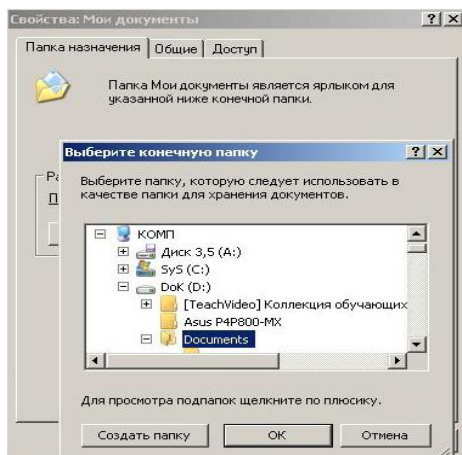 Свойства: Мои документы
Папка назначения Общие Доступ
Папка Мои документы является ярлыком для
указанной ниже конечной папки.
Выберите конечную папку
Выберите папку, которую следует использовать в
качестве папки для хранения документов.
КОМП
Диск 3,5 (A:)
SyS (C:)
DoK (D:)
[TeachVideo] Коллекция обучающих
Asus P4P800-MX
Documents
Для просмотра подпапок щелкните по плюсику.
Создать папку OK Отмена